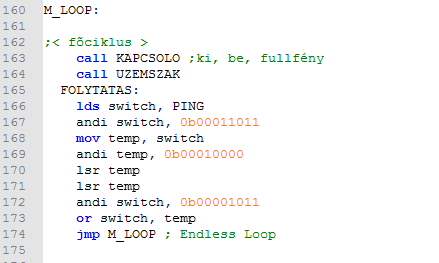 160 M_LOOP:
161
162 ;< főciklus >
163 call KAPCSOLO ;ki, be, fullfény
164 call UZEMSZAK
165 FOLYTATAS:
166 lds switch, PING
167 andi switch, 0b00011011
168 mov temp, switch
169 andi temp, 0b00010000
170 lsr temp
171 lsr temp
172 andi switch, 0b00001011
173 or switch, temp
174 jmp M_LOOP ; Endless Loop
175